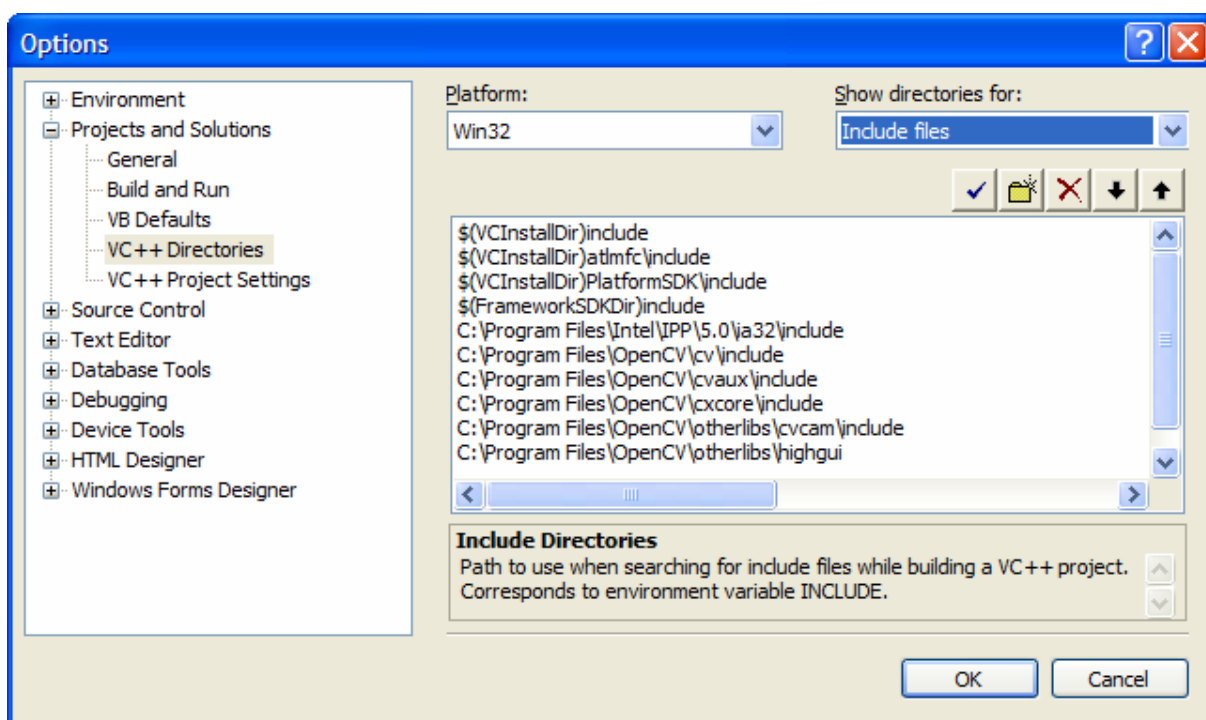 Options
Environment
Projects and Solutions
General
Build and Run
VB Defaults
VC++ Directories
VC++ Project Settings
Source Control
Text Editor
Database Tools
Debugging
Device Tools
HTML Designer
Windows Forms Designer
Platform:
Win32
Show directories for:
Include files
$(VCInstallDir)include
$(VCInstallDir)atlmfc\include
$(VCInstallDir)PlatformSDK\include
$(FrameworkSDKDir)include
C:\Program Files\Intel\IPP\5.0\ia32\include
C:\Program Files\OpenCV\cv\include
C:\Program Files\OpenCV\cvaux\include
C:\Program Files\OpenCV\cxcore\include
C:\Program Files\OpenCV\otherlibs\cvcam\include
C:\Program Files\OpenCV\otherlibs\highgui
Include Directories
Path to use when searching for include files while building a VC++ project.
Corresponds to environment variable INCLUDE.
OK
Cancel